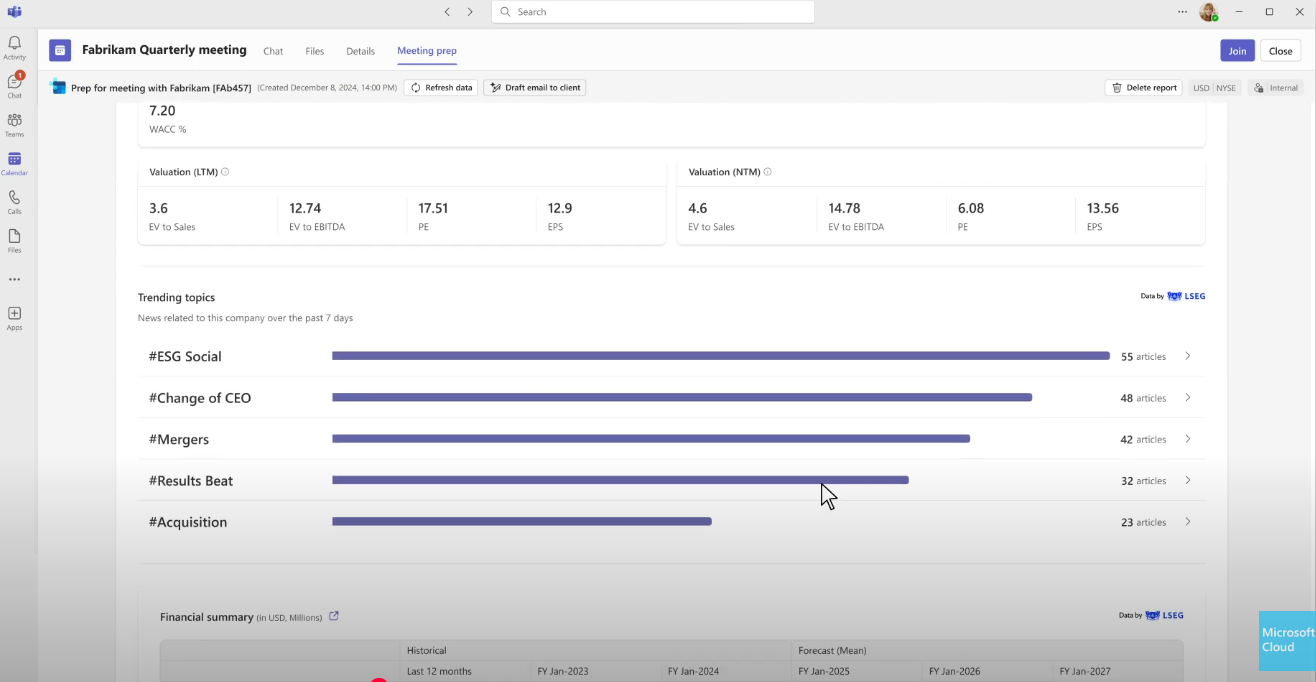 Search
Activity
1
Chat
Teams
Calendar
Calls
Files
Apps
Fabrikam Quarterly meeting Chat Files Details Meeting prep Join Close
Prep for meeting with Fabrikam [FAb457] (Created December 8, 2024, 14:00 PM) Refresh data Draft email to client Delete report USD NYSE Internal
7.20
WACC %
Valuation (LTM)
3.6 12.74 17.51 12.9
EV to Sales EV to EBITDA PE EPS
Valuation (NTM)
4.6 14.78 6.08 13.56
EV to Sales EV to EBITDA PE EPS
Trending topics Data by LSEG
News related to this company over the past 7 days
#ESG Social 55 articles
#Change of CEO 48 articles
#Mergers 42 articles
#Results Beat 32 articles
#Acquisition 23 articles
Financial summary (in USD, Millions) Data by LSEG
Historical Forecast (Mean)
Last 12 months FY Jan-2023 FY Jan-2024 FY Jan-2025 FY Jan-2026 FY Jan-2027
Microsoft
Cloud